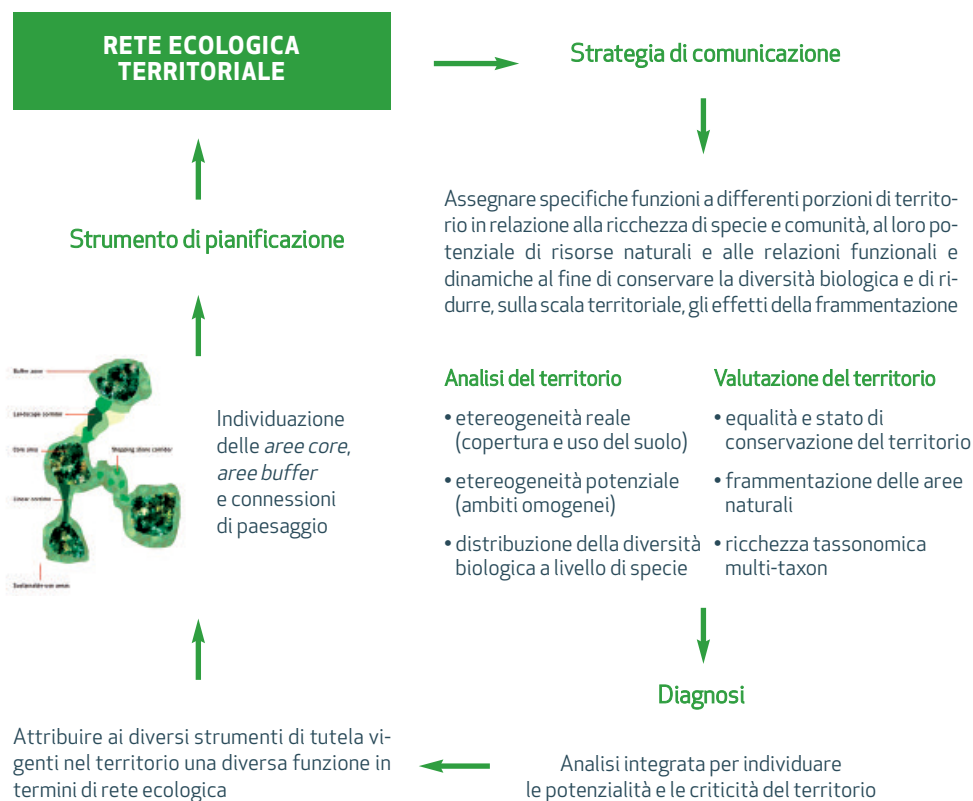 RETE ECOLOGICA
TERRITORIALE
Strategia di comunicazione
Assegnare specifiche funzioni a differenti porzioni di territo-
rio in relazione alla ricchezza di specie e comunità, al loro po-
tenziale di risorse naturali e alle relazioni funzionali e
dinamiche al fine di conservare la diversità biologica e di ri-
durre, sulla scala territoriale, gli effetti della frammentazione
Analisi del territorio
• etereogeneità reale
(copertura e uso del suolo)
• etereogeneità potenziale
(ambiti omogenei)
• distribuzione della diversità
biologica a livello di specie
Valutazione del territorio
• equalità e stato di
conservazione del territorio
• frammentazione delle aree
naturali
• ricchezza tassonomica
multi-taxon
Diagnosi
Analisi integrata per individuare
le potenzialità e le criticità del territorio
Attribuire ai diversi strumenti di tutela vi-
genti nel territorio una diversa funzione in
termini di rete ecologica
Individuazione
delle aree core,
aree buffer
e connessioni
di paesaggio
Buffer zone
Landscape corridor
Core area
Stepping stone corridor
Linear corridor
Sustainable use areas
Strumento di pianificazione